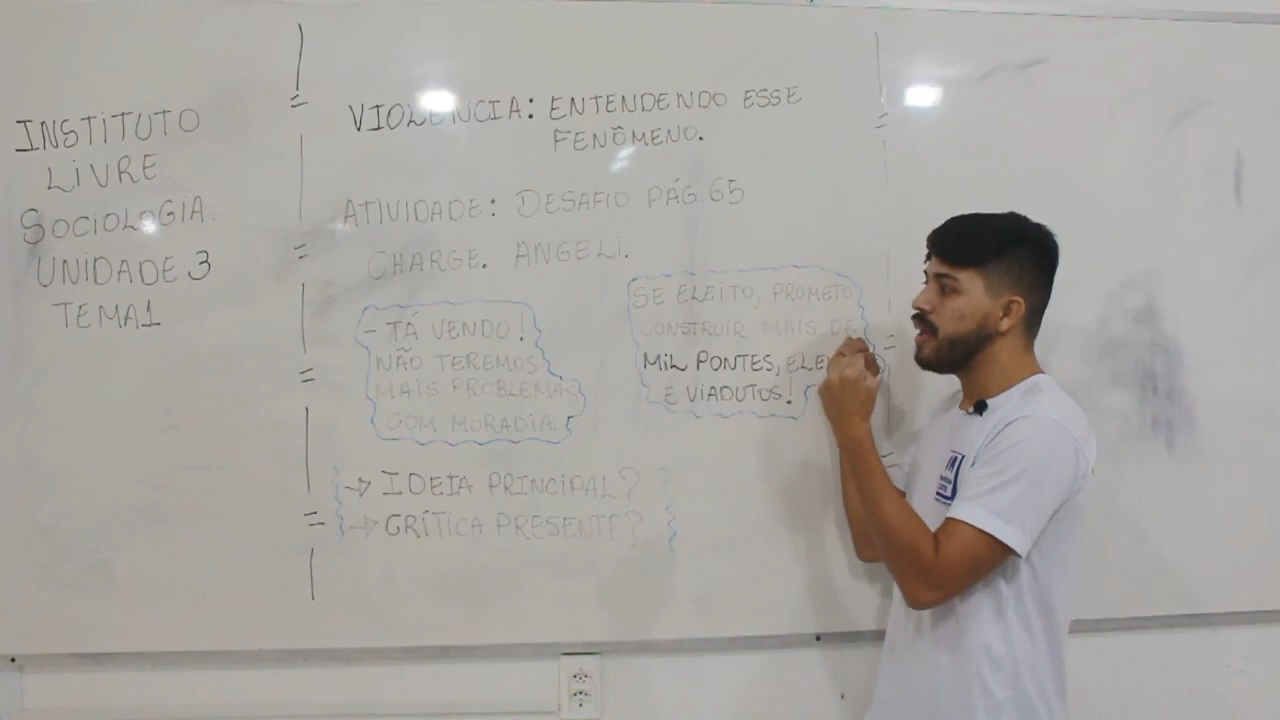 INSTITUTO
LIVRE
SOCIOLOGIA
UNIDADE 3
TEMA 1
VIOLÊNCIA: ENTENDENDO ESSE
FENÔMENO.
ATIVIDADE: DESAFIO PÁG. 65
CHARGE. ANGELI.
- TÁ VENDO!
NÃO TEREMOS
MAIS PROBLEMAS
COM MORADIA.
SE ELEITO, PROMETO
CONSTRUIR MAIS DE
MIL PONTES,
E VIADUTOS!
→ IDEIA PRINCIPAL?
→ CRÍTICA PRESENTE?